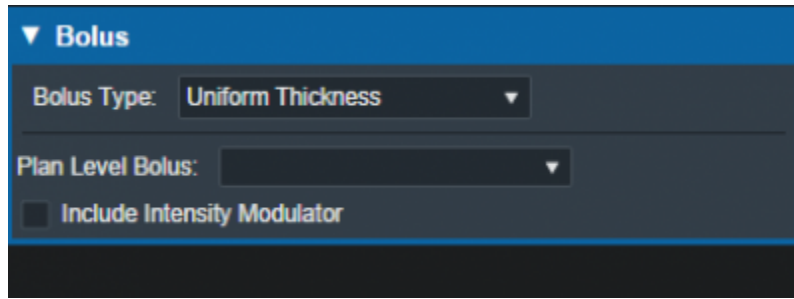 Bolus
Bolus Type: Uniform Thickness
Plan Level Bolus:
Include Intensity Modulator